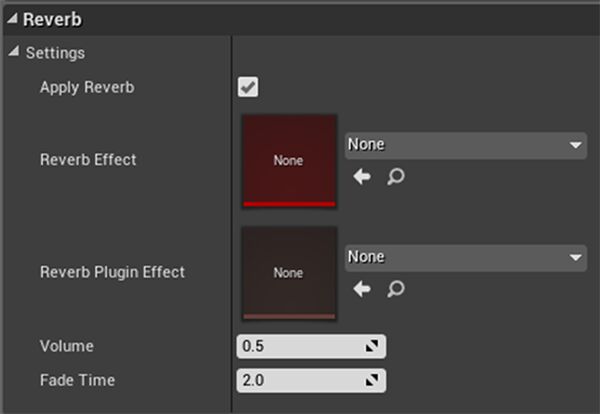 Reverb
Settings
Apply Reverb
Reverb Effect
None
None
Reverb Plugin Effect
None
None
Volume
0.5
Fade Time
2.0